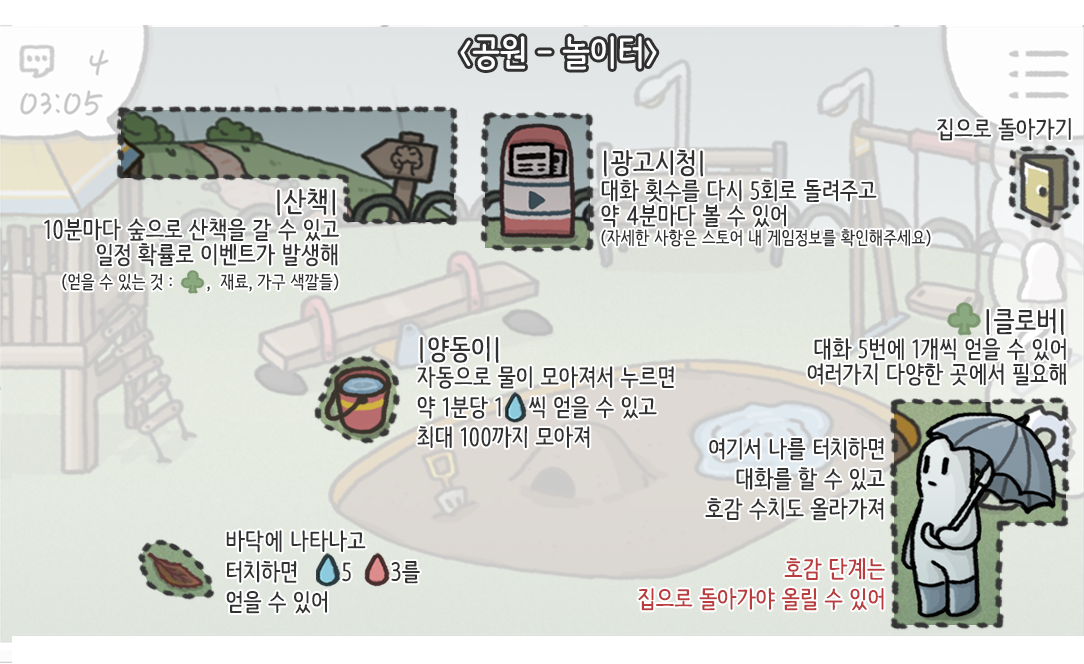 <공원 - 놀이터>
4
03:05
집으로 돌아가기
|산책|
10분마다 숲으로 산책을 갈 수 있고
일정 확률로 이벤트가 발생해
(얻을 수 있는 것 : , 재료, 가구 색깔들)
|광고시청|
대화 횟수를 다시 5회로 돌려주고
약 4분마다 볼 수 있어
(자세한 사항은 스토어 내 게임정보를 확인해주세요)
|클로버|
대화 5번에 1개씩 얻을 수 있어
여러가지 다양한 곳에서 필요해
|양동이|
자동으로 물이 모아져서 누르면
약 1분당 1 씩 얻을 수 있고
최대 100까지 모아져
여기서 나를 터치하면
대화를 할 수 있고
호감 수치도 올라가져
호감 단계는
집으로 돌아가야 올릴 수 있어
바닥에 나타나고
터치하면 5 3를
얻을 수 있어